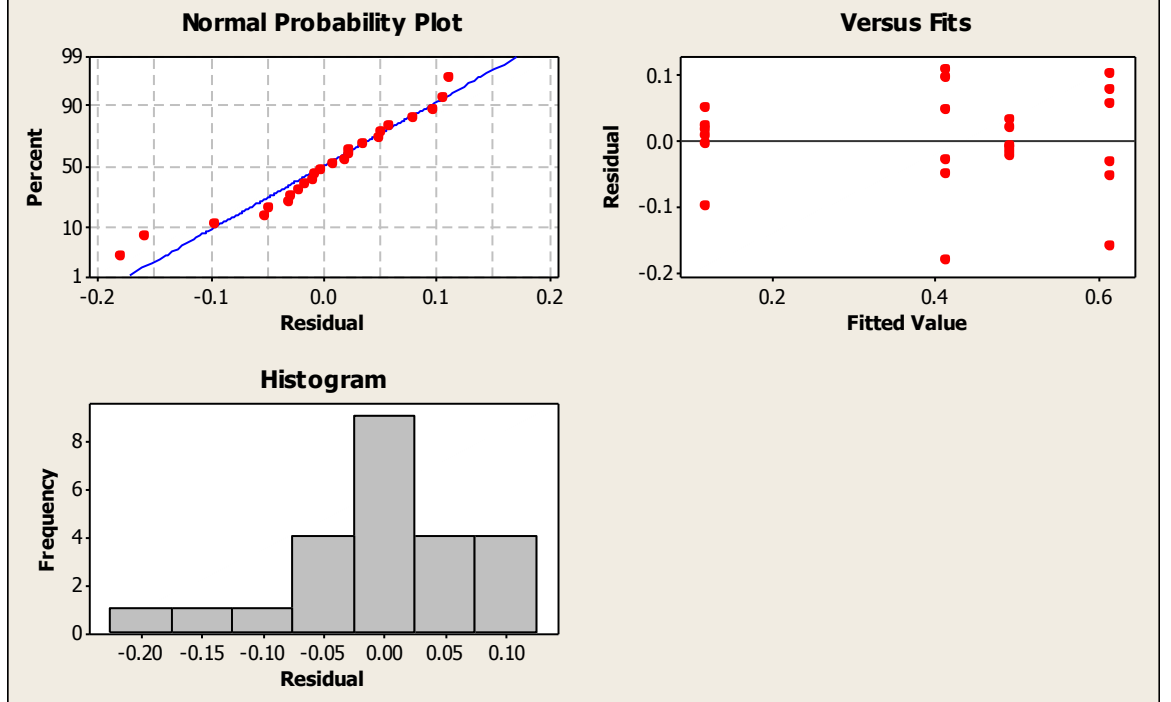 Normal Probability Plot
99
90
50
10
1
Percent
-0.2 -0.1 0.0 0.1 0.2
Residual
Versus Fits
0.1
0.0
-0.1
-0.2
Residual
0.2 0.4 0.6
Fitted Value
Histogram
8
6
4
2
0
Frequency
-0.20 -0.15 -0.10 -0.05 0.00 0.05 0.10
Residual